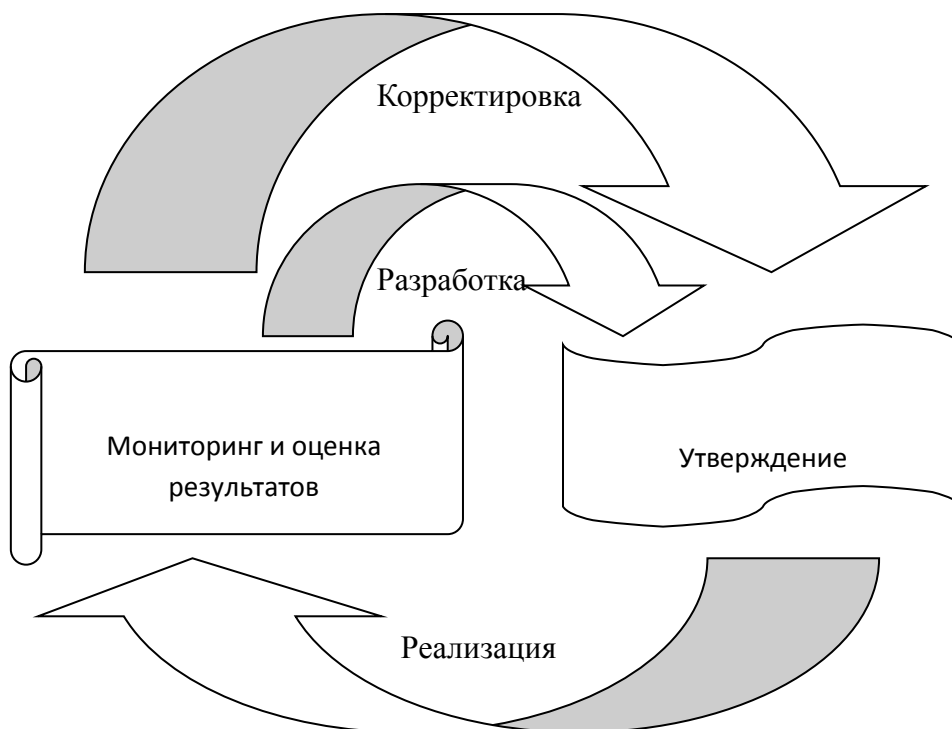 Корректировка
Разработка
Мониторинг и оценка
результатов
Утверждение
Реализация